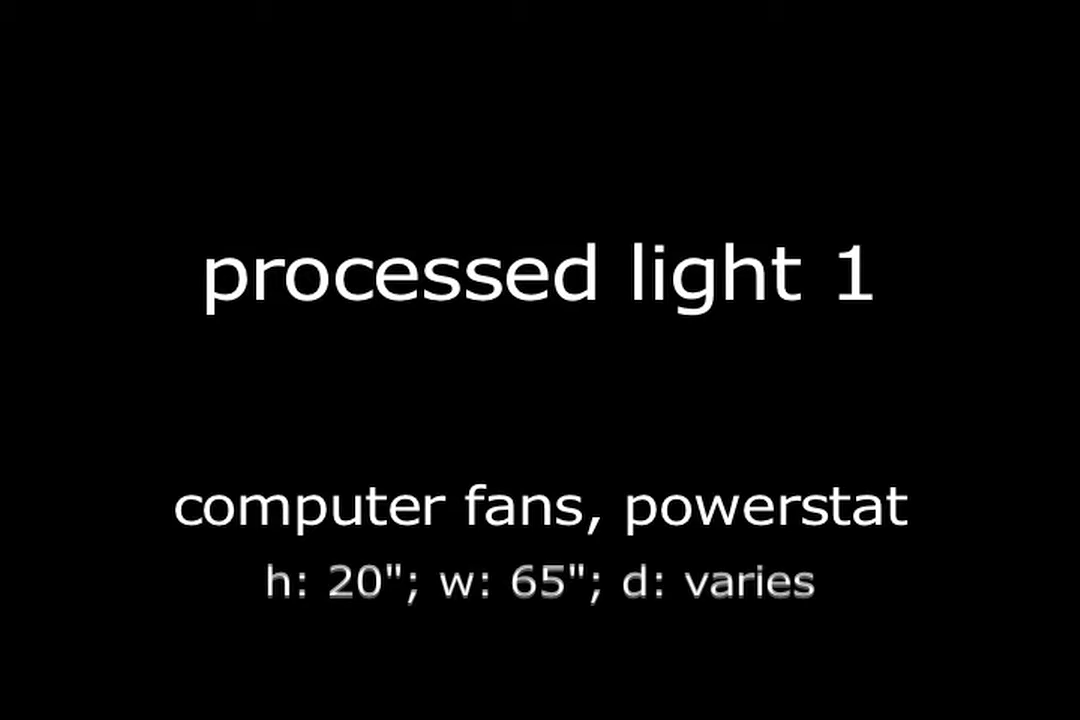 processed light 1
computer fans, powerstat
h: 20"; w: 65"; d: varies